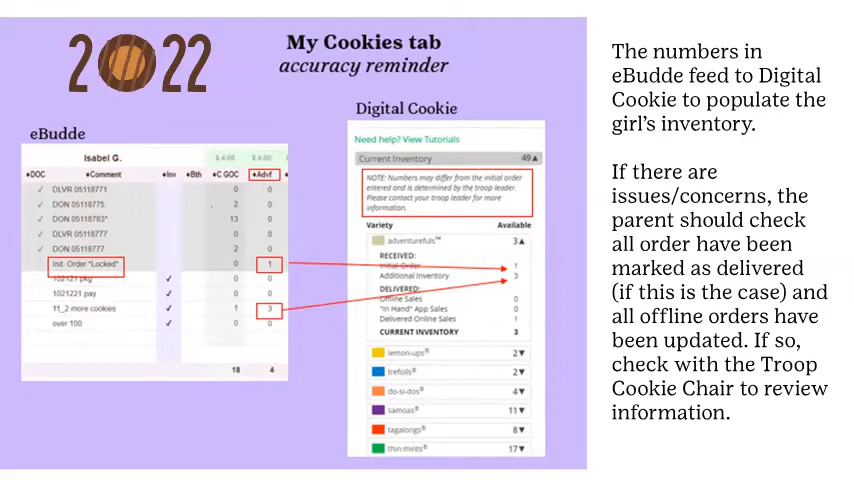 2022
My Cookies tab
accuracy reminder
eBudde
Isabel G.
$ 4.00 $ 4.00
♦DOC ♦Comment ♦Inv ♦Bth ♦C GOC ♦Advf
✓ DLVR 05118771 0 0
✓ DON 05118775 2 0
✓ DON 05118783* 13 0
✓ DLVR 05118777 0 0
✓ DON 05118777 2 0
Init. Order "Locked". 0 1
102121 pkg ✓ 0 0
1021221 pay ✓ 0 0
11_2 more cookies ✓ 1 3
over 100 ✓ 0 0
18 4
Digital Cookie
Need help? View Tutorials
Current Inventory 49▲
NOTE: Numbers may differ from the initial order
entered and is determined by the troop leader.
Please contact your troop leader for more
information.
Variety Available
adventurefuls™ 3▲
RECEIVED:
Initial Order 1
Additional Inventory 3
DELIVERED:
Offline Sales 0
"In Hand" App Sales 0
Delivered Online Sales 1
CURRENT INVENTORY 3
lemon-ups® 2▼
trefoils® 2▼
do-si-dos® 4▼
samoas® 11▼
tagalongs® 8▼
thin mints® 17▼
The numbers in
eBudde feed to Digital
Cookie to populate the
girl's inventory.
If there are
issues/concerns, the
parent should check
all order have been
marked as delivered
(if this is the case) and
all offline orders have
been updated. If so,
check with the Troop
Cookie Chair to review
information.